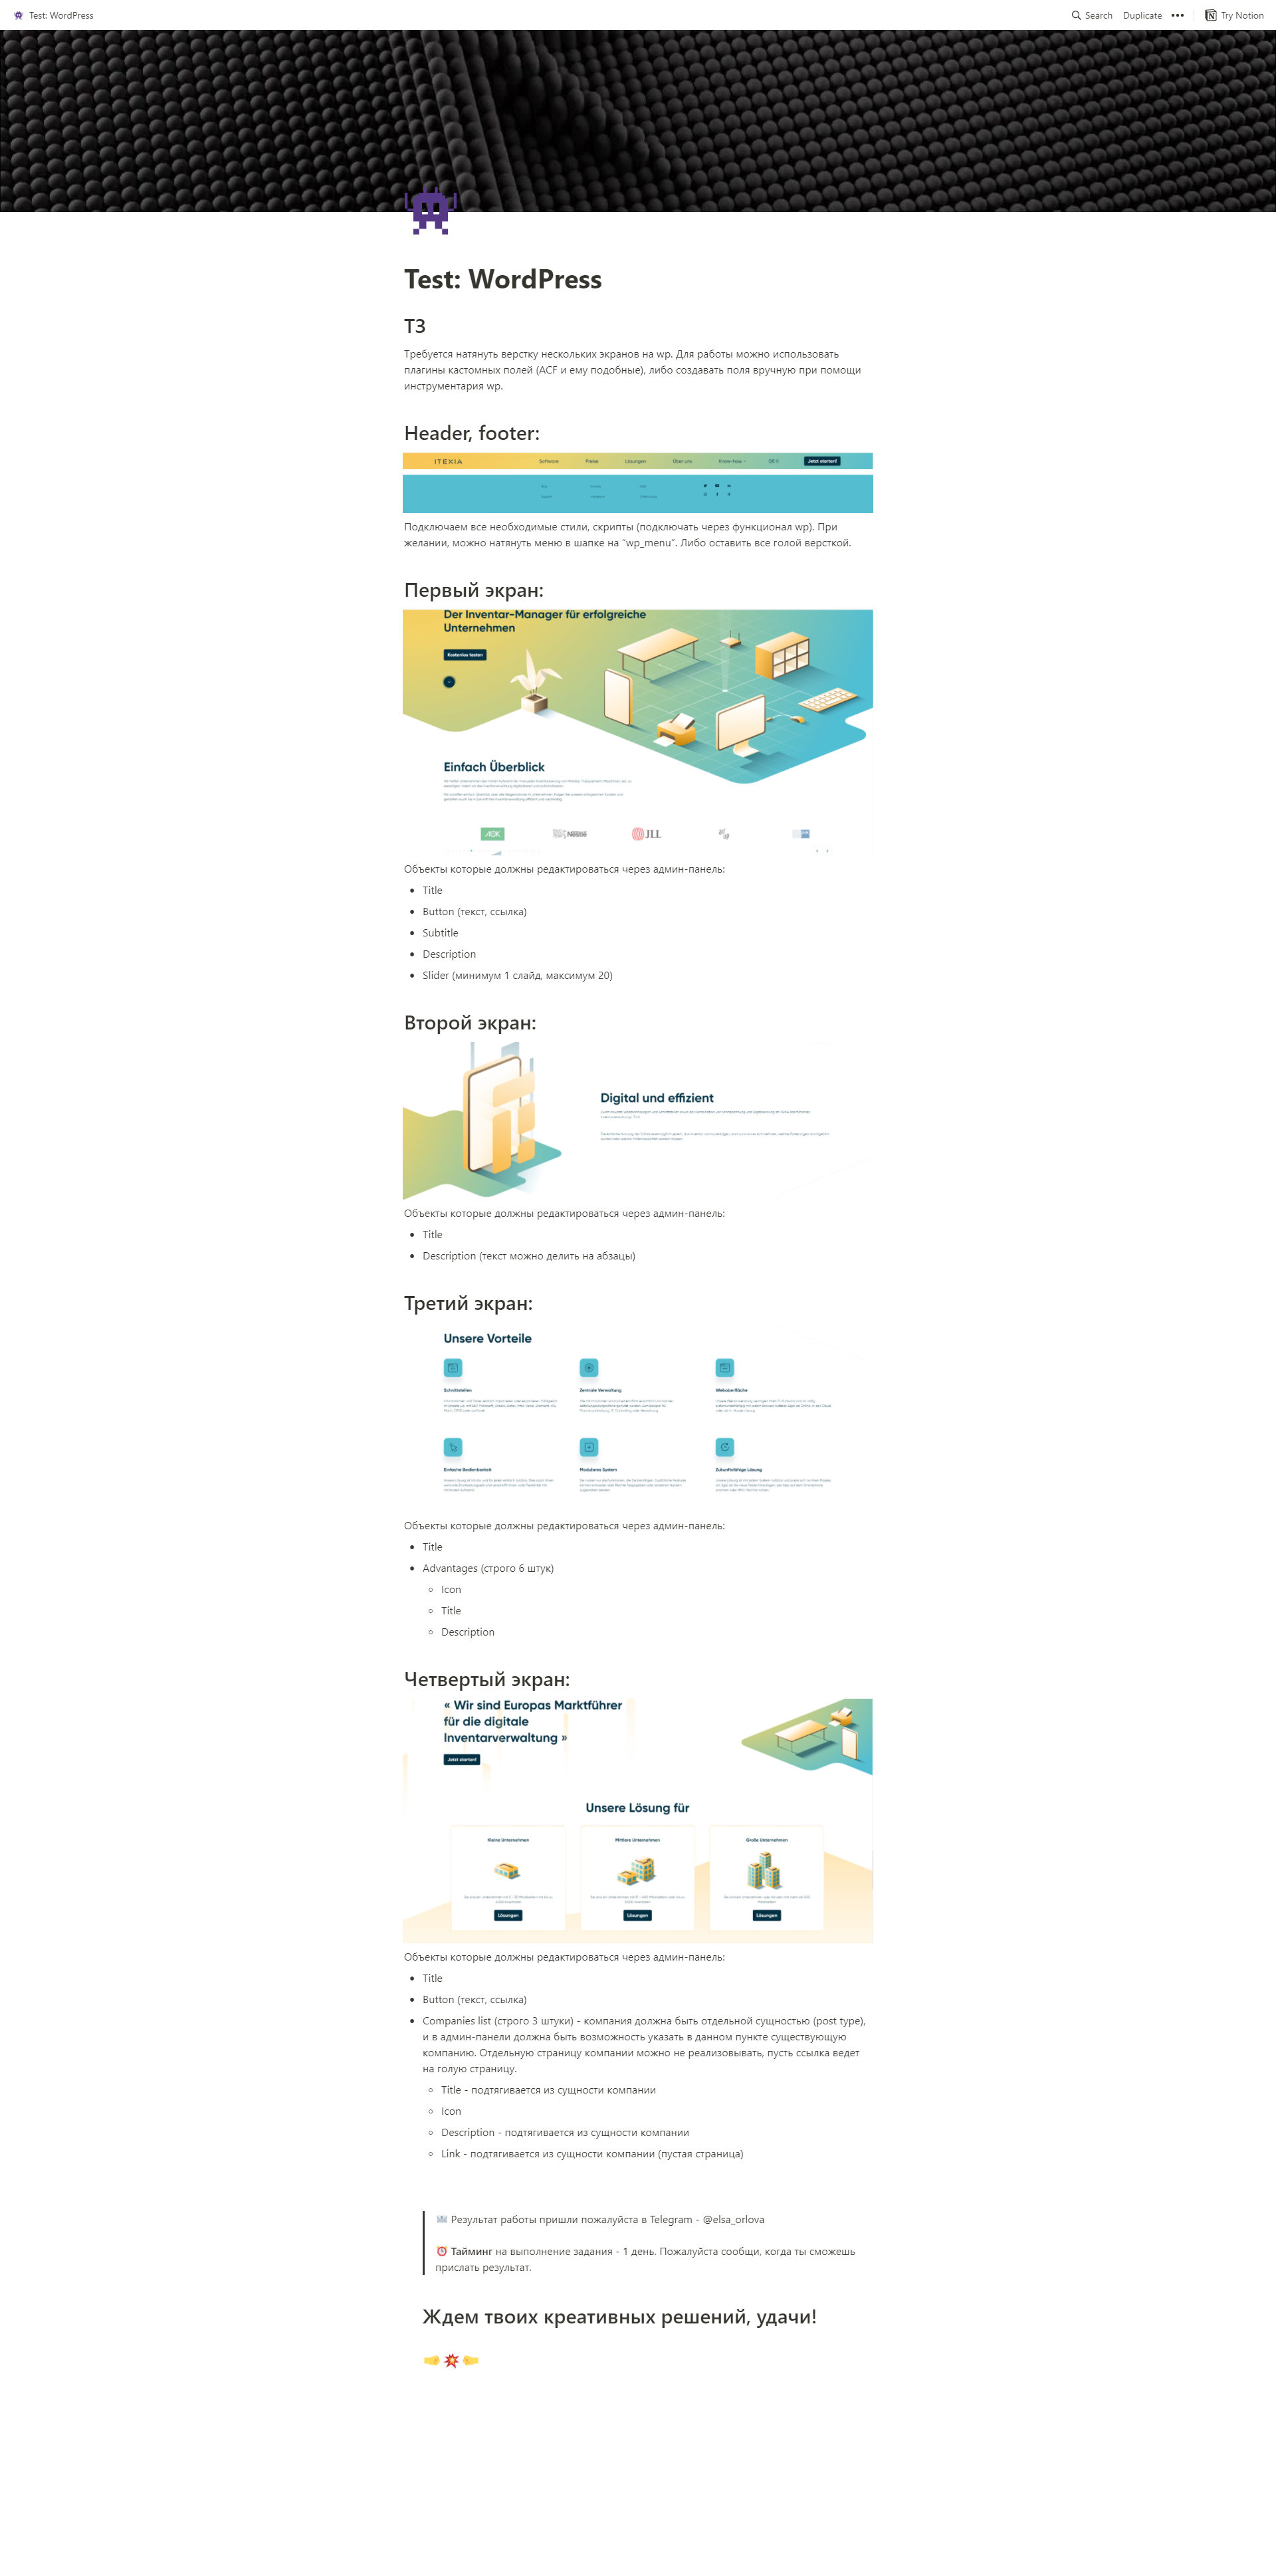 Test: WordPress
Search Duplicate ••• Try Notion
Test: WordPress
ТЗ
Требуется натянуть верстку нескольких экранов на wp. Для работы можно использовать
плагины кастомных полей (ACF и ему подобные), либо создавать поля вручную при помощи
инструментария wp.
Header, footer:
ITEXIA Software Preise Lösungen Über uns Know-how Jetzt starten!
Подключаем все необходимые стили, скрипты (подключать через функционал wp). При
желании, можно натянуть меню в шапке на "wp_menu". Либо оставить все голой версткой.
Первый экран:
Der Inventar-Manager für erfolgreiche
Unternehmen
Kostenlos testen
Einfach Überblick
AOK Nestlé JLL
Объекты которые должны редактироваться через админ-панель:
• Title
• Button (текст, ссылка)
• Subtitle
• Description
• Slider (минимум 1 слайд, максимум 20)
Второй экран:
Digital und effizient
Объекты которые должны редактироваться через админ-панель:
• Title
• Description (текст можно делить на абзацы)
Третий экран:
Unsere Vorteile
Schnittstellen Zentrale Verwaltung Weboberfläche
Einfache Bedienbarkeit Modulares System Zukunftsfähige Lösung
Объекты которые должны редактироваться через админ-панель:
• Title
• Advantages (строго 6 штук)
◦ Icon
◦ Title
◦ Description
Четвертый экран:
« Wir sind Europas Marktführer
für die digitale
Inventarverwaltung »
Jetzt starten!
Unsere Lösung für
Kleine Unternehmen Mittlere Unternehmen Große Unternehmen
Lösungen Lösungen Lösungen
Объекты которые должны редактироваться через админ-панель:
• Title
• Button (текст, ссылка)
• Companies list (строго 3 штуки) - компания должна быть отдельной сущностью (post type),
и в админ-панели должна быть возможность указать в данном пункте существующую
компанию. Отдельную страницу компании можно не реализовывать, пусть ссылка ведет
на голую страницу.
◦ Title - подтягивается из сущности компании
◦ Icon
◦ Description - подтягивается из сущности компании
◦ Link - подтягивается из сущности компании (пустая страница)
Результат работы пришли пожалуйста в Telegram - @elsa_orlova
Тайминг на выполнение задания - 1 день. Пожалуйста сообщи, когда ты сможешь
прислать результат.
Ждем твоих креативных решений, удачи!